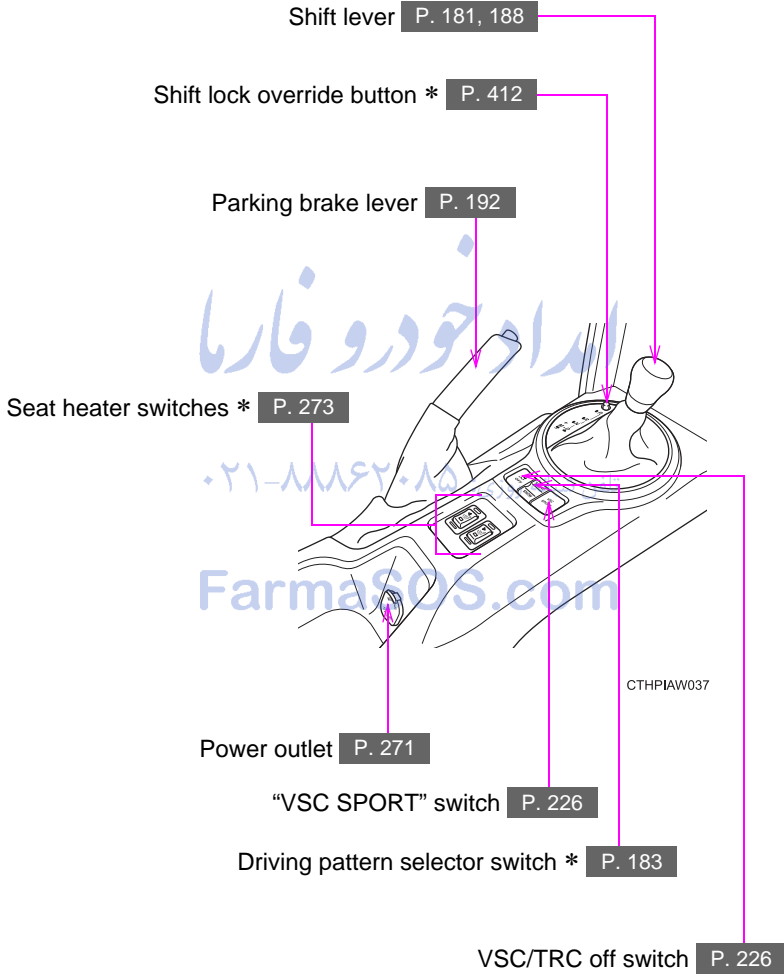 Shift lever P. 181, 188
Shift lock override button * P. 412
Parking brake lever P. 192
امداد خودرو فارما
Seat heater switches * P. 273
۰۲۱-۸۸۸۶۲۰۸۵
FarmaSOS.com
CTHPIAW037
Power outlet P. 271
“VSC SPORT” switch P. 226
Driving pattern selector switch * P. 183
VSC/TRC off switch P. 226